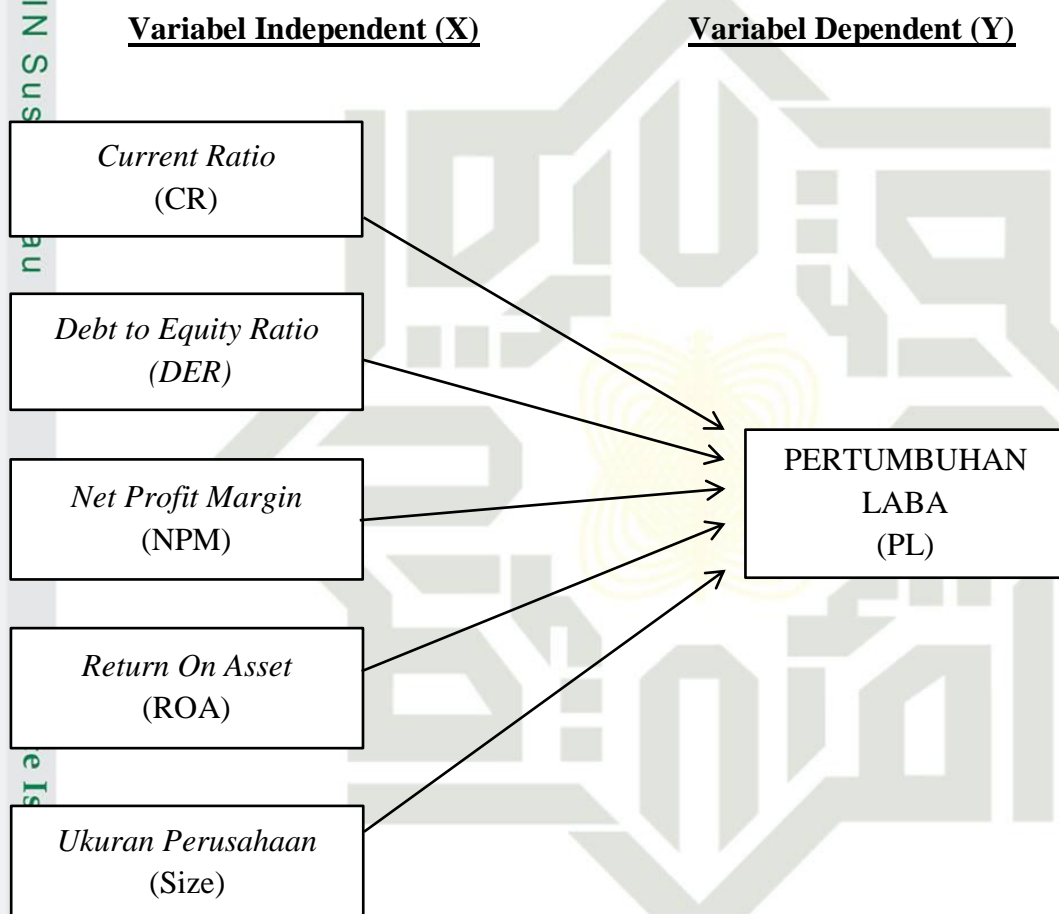 Variabel Independent (X)
Variabel Dependent (Y)
Current Ratio
(CR)
Debt to Equity Ratio
(DER)
Net Profit Margin
(NPM)
Return On Asset
(ROA)
Ukuran Perusahaan
(Size)
PERTUMBUHAN
LABA
(PL)